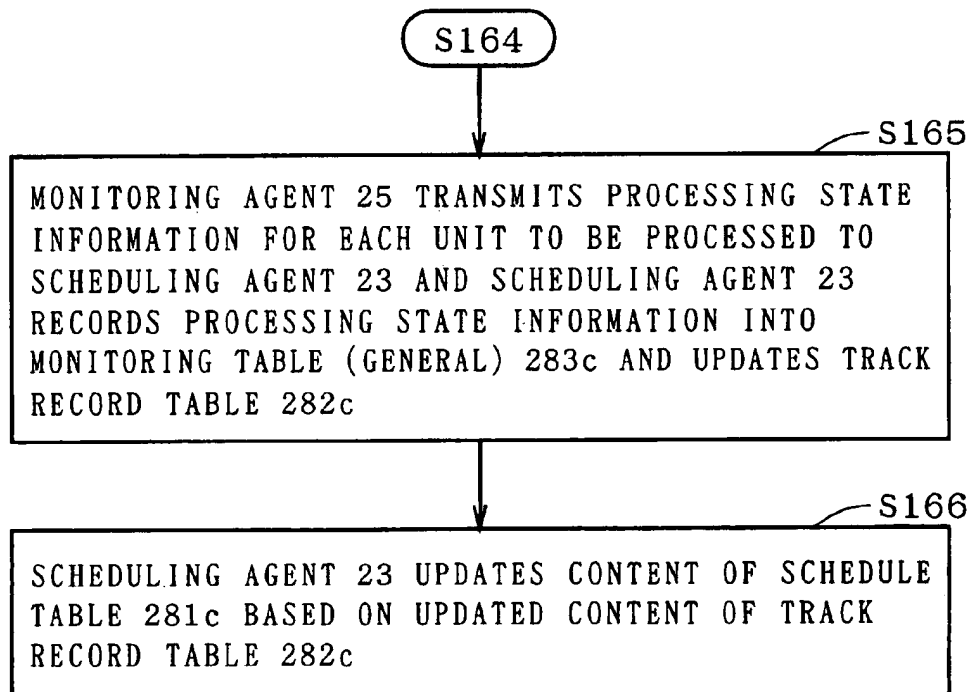 S164
S165
MONITORING AGENT 25 TRANSMITS PROCESSING STATE
INFORMATION FOR EACH UNIT TO BE PROCESSED TO
SCHEDULING AGENT 23 AND SCHEDULING AGENT 23
RECORDS PROCESSING STATE INFORMATION INTO
MONITORING TABLE (GENERAL) 283c AND UPDATES TRACK
RECORD TABLE 282c
S166
SCHEDULING AGENT 23 UPDATES CONTENT OF SCHEDULE
TABLE 281c BASED ON UPDATED CONTENT OF TRACK
RECORD TABLE 282c